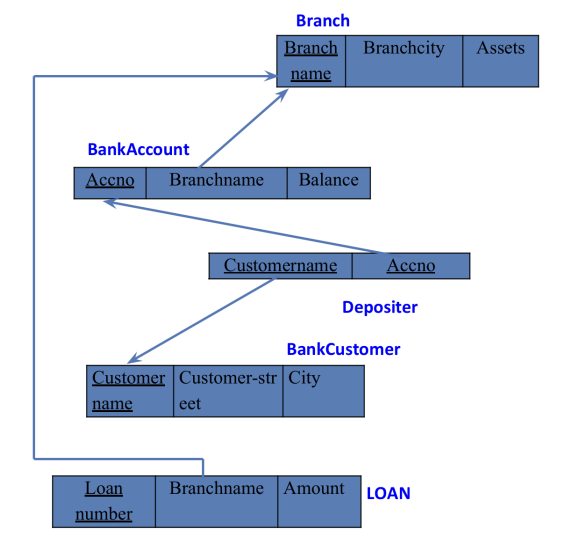 Branch
Branch Branchcity Assets
name
BankAccount
Accno Branchname Balance
Customername Accno
Depositer
BankCustomer
Customer Customer-str City
name eet
Loan Branchname Amount
number
LOAN